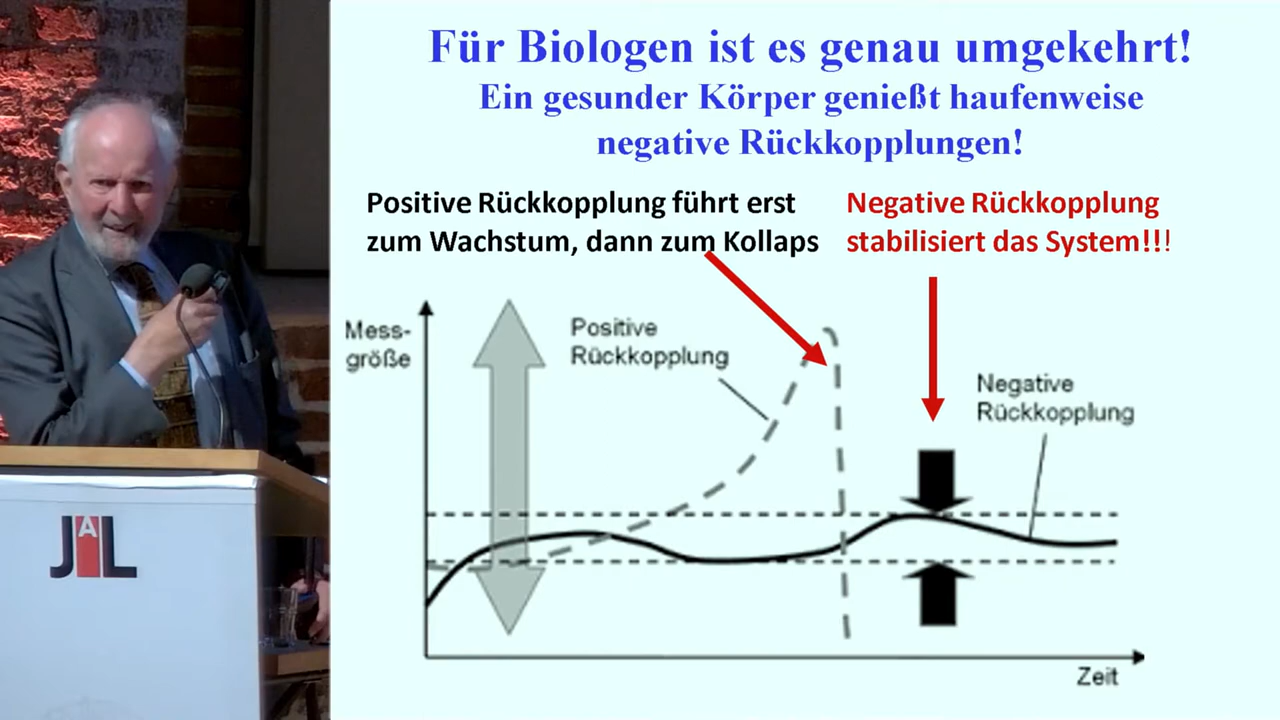 Für Biologen ist es genau umgekehrt!
Ein gesunder Körper genießt haufenweise
negative Rückkopplungen!
Positive Rückkopplung führt erst
zum Wachstum, dann zum Kollaps
Negative Rückkopplung
stabilisiert das System!!!
Mess-
größe
Positive
Rückkopplung
Negative
Rückkopplung
Zeit
JAL